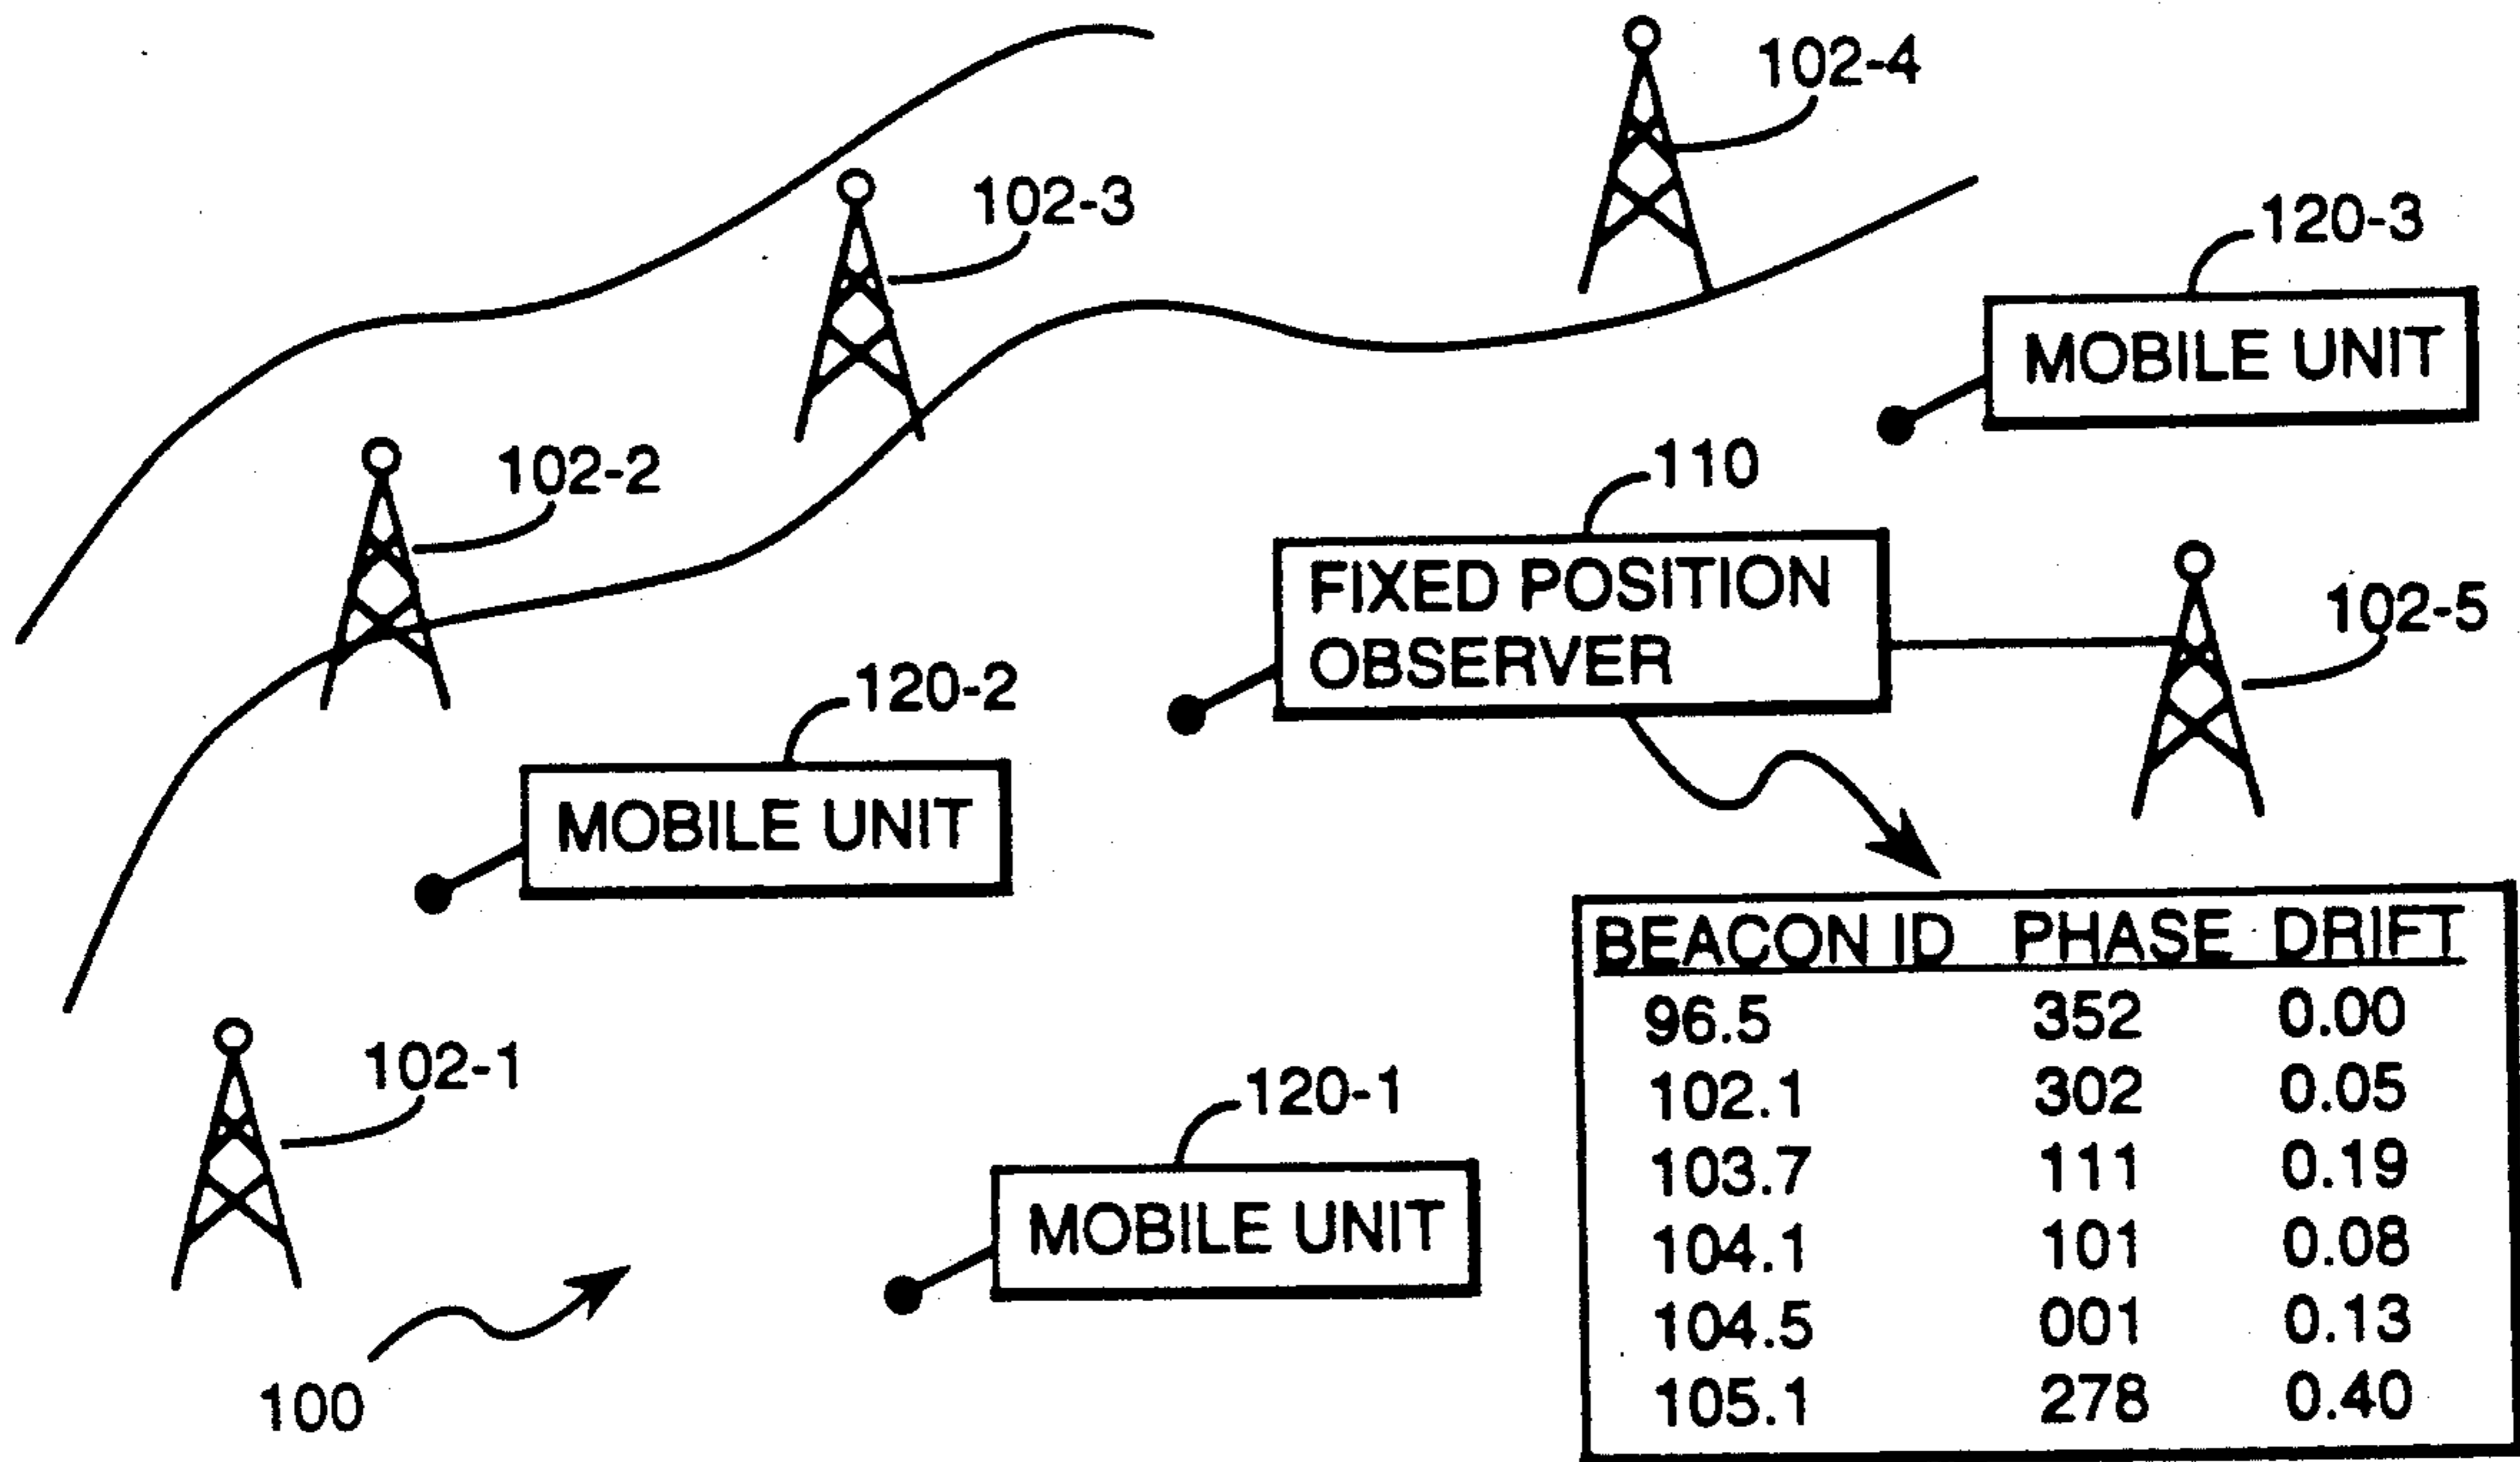 102-4
102-3
120-3
MOBILE UNIT
102-2
110
FIXED POSITION
OBSERVER
102-5
120-2
MOBILE UNIT
BEACON ID PHASE DRIFT
96.5 352 0.00
102.1 302 0.05
103.7 111 0.19
104.1 101 0.08
104.5 001 0.13
105.1 278 0.40
102-1
120-1
MOBILE UNIT
100